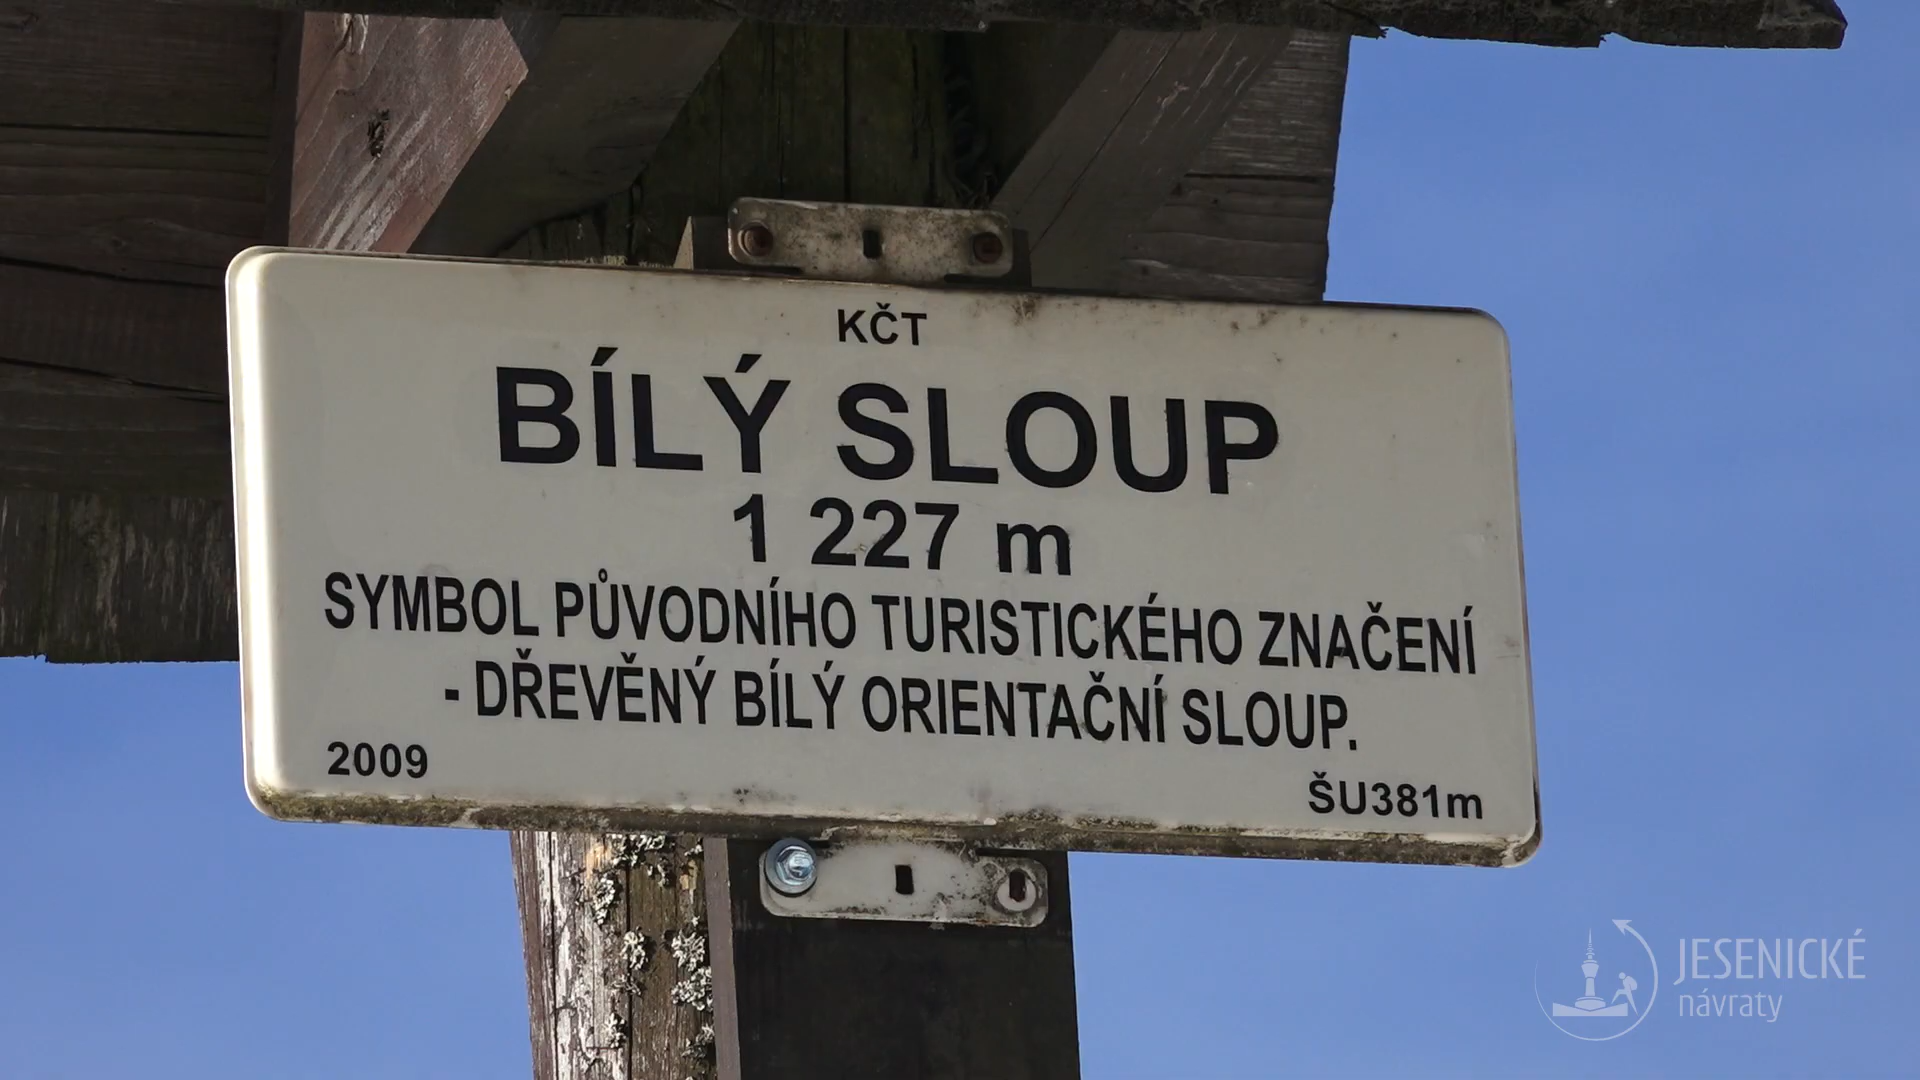 KČT
BÍLÝ SLOUP
1 227 m
SYMBOL PŮVODNÍHO TURISTICKÉHO ZNAČENÍ
- DŘEVĚNÝ BÍLÝ ORIENTAČNÍ SLOUP.
2009
ŠU381m
JESENICKÉ
návraty